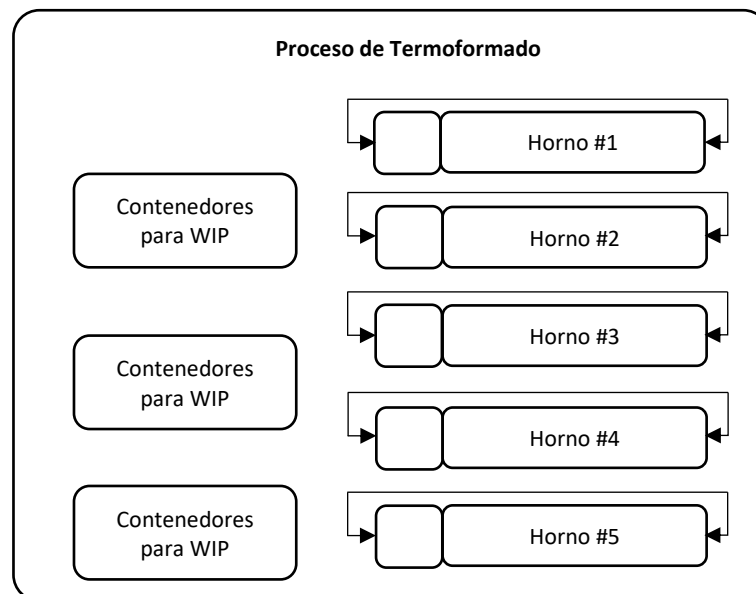 Proceso de Termoformado
Horno #1
Contenedores
para WIP
Horno #2
Horno #3
Contenedores
para WIP
Horno #4
Contenedores
para WIP
Horno #5